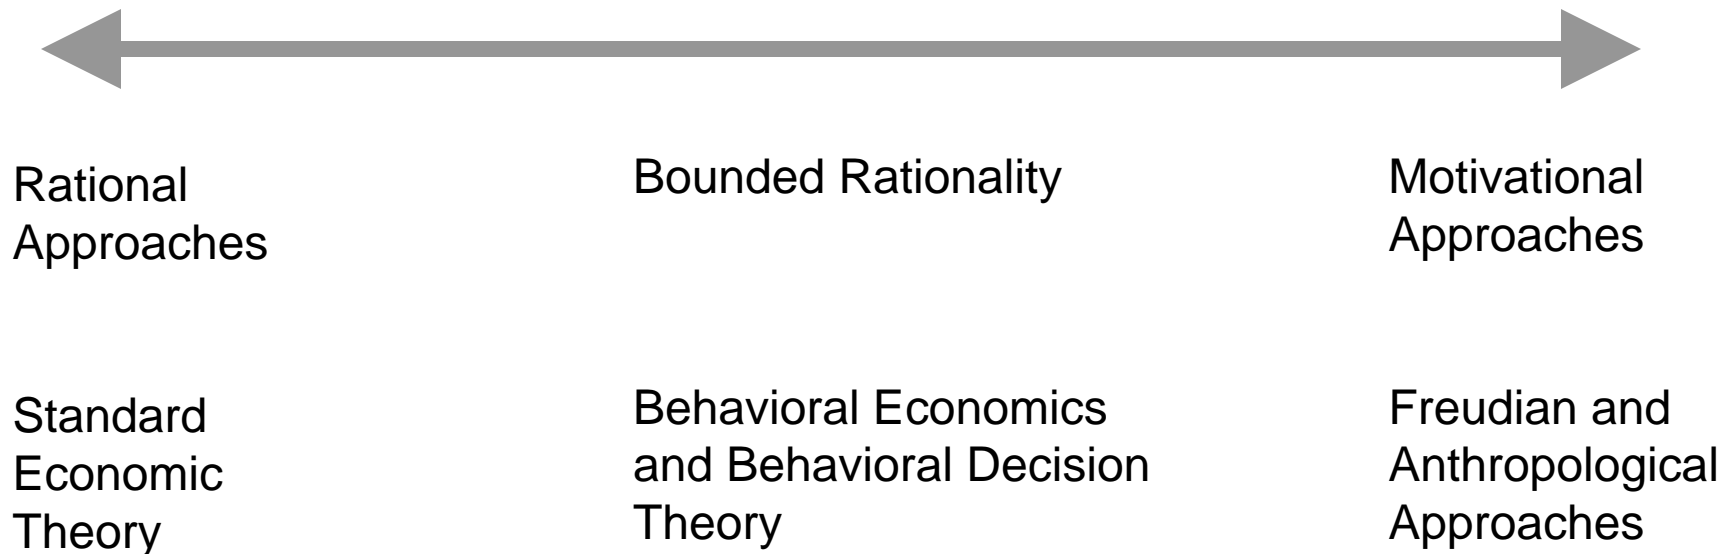 Rational
Approaches
Bounded Rationality
Motivational
Approaches
Standard
Economic
Theory
Behavioral Economics
and Behavioral Decision
Theory
Freudian and
Anthropological
Approaches